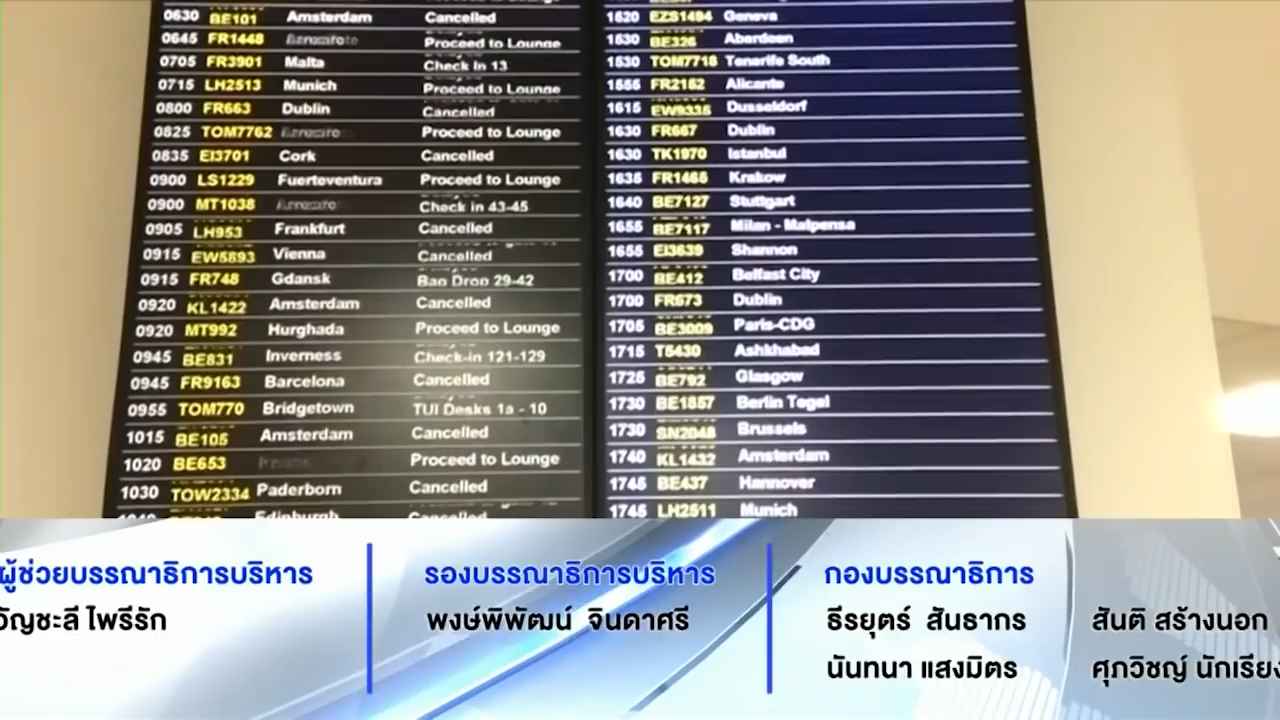 0630 BE101 Amsterdam Cancelled
0645 FR1448 Proceed to Lounge
0705 FR3901 Malta Check In 13
0715 LH2513 Munich Proceed to Lounge
0800 FR663 Dublin Cancelled
0825 TOM7762 Proceed to Lounge
0835 EI3701 Cork Cancelled
0900 LS1229 Fuerteventura Proceed to Lounge
0900 MT1038 Check in 43-45
0905 LH953 Frankfurt Cancelled
0915 EW5893 Vienna Cancelled
0915 FR748 Gdansk Bag Drop 29-42
0920 KL1422 Amsterdam Cancelled
0920 MT992 Hurghada Proceed to Lounge
0945 BE831 Inverness Check-in 121-129
0945 FR9163 Barcelona Cancelled
0955 TOM770 Bridgetown TUI Desks 1a - 10
1015 BE105 Amsterdam Cancelled
1020 BE653 Proceed to Lounge
1030 TOW2334 Paderborn Cancelled
Edinburgh Cancelled
1520 EZS1494 Geneva
1530 BE326 Aberdeen
1530 TOM7718 Tenerife South
1555 FR2152 Alicante
1615 EW9335 Dusseldorf
1630 FR667 Dublin
1630 TK1970 Istanbul
1635 FR1465 Krakow
1640 BE7127 Stuttgart
1655 BE7117 Milan - Malpensa
1655 EI3639 Shannon
1700 BE412 Belfast City
1700 FR673 Dublin
1705 BE3009 Paris-CDG
1715 T5430 Ashkhabad
1725 BE792 Glasgow
1730 BE1857 Berlin Tegel
1730 SN2048 Brussels
1740 KL1432 Amsterdam
1745 BE437 Hannover
1745 LH2511 Munich
ผู้ช่วยบรรณาธิการบริหาร
วัญชะลี ไพรีรัก
รองบรรณาธิการบริหาร
พงษ์พิพัฒน์ จินดาศรี
กองบรรณาธิการ
ธีรยุตร์ สันธากร สันติ สร้างนอก
นันทนา แสงมิตร ศุภวิชญ์ นักเรียง